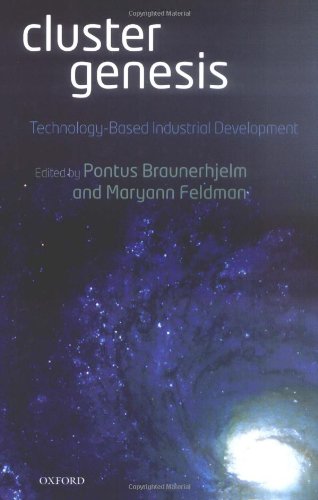 cluster
genesis
Technology-Based Industrial Development
Edited by Pontus Braunerhjelm
and Maryann Feldman
OXFORD